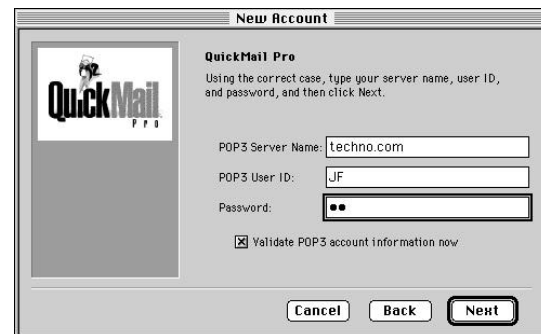 New Account
QuickMail
Pro
QuickMail Pro
Using the correct case, type your server name, user ID,
and password, and then click Next.
POP3 Server Name: techno.com
POP3 User ID: JF
Password: ●●
Validate POP3 account information now
Cancel Back Next